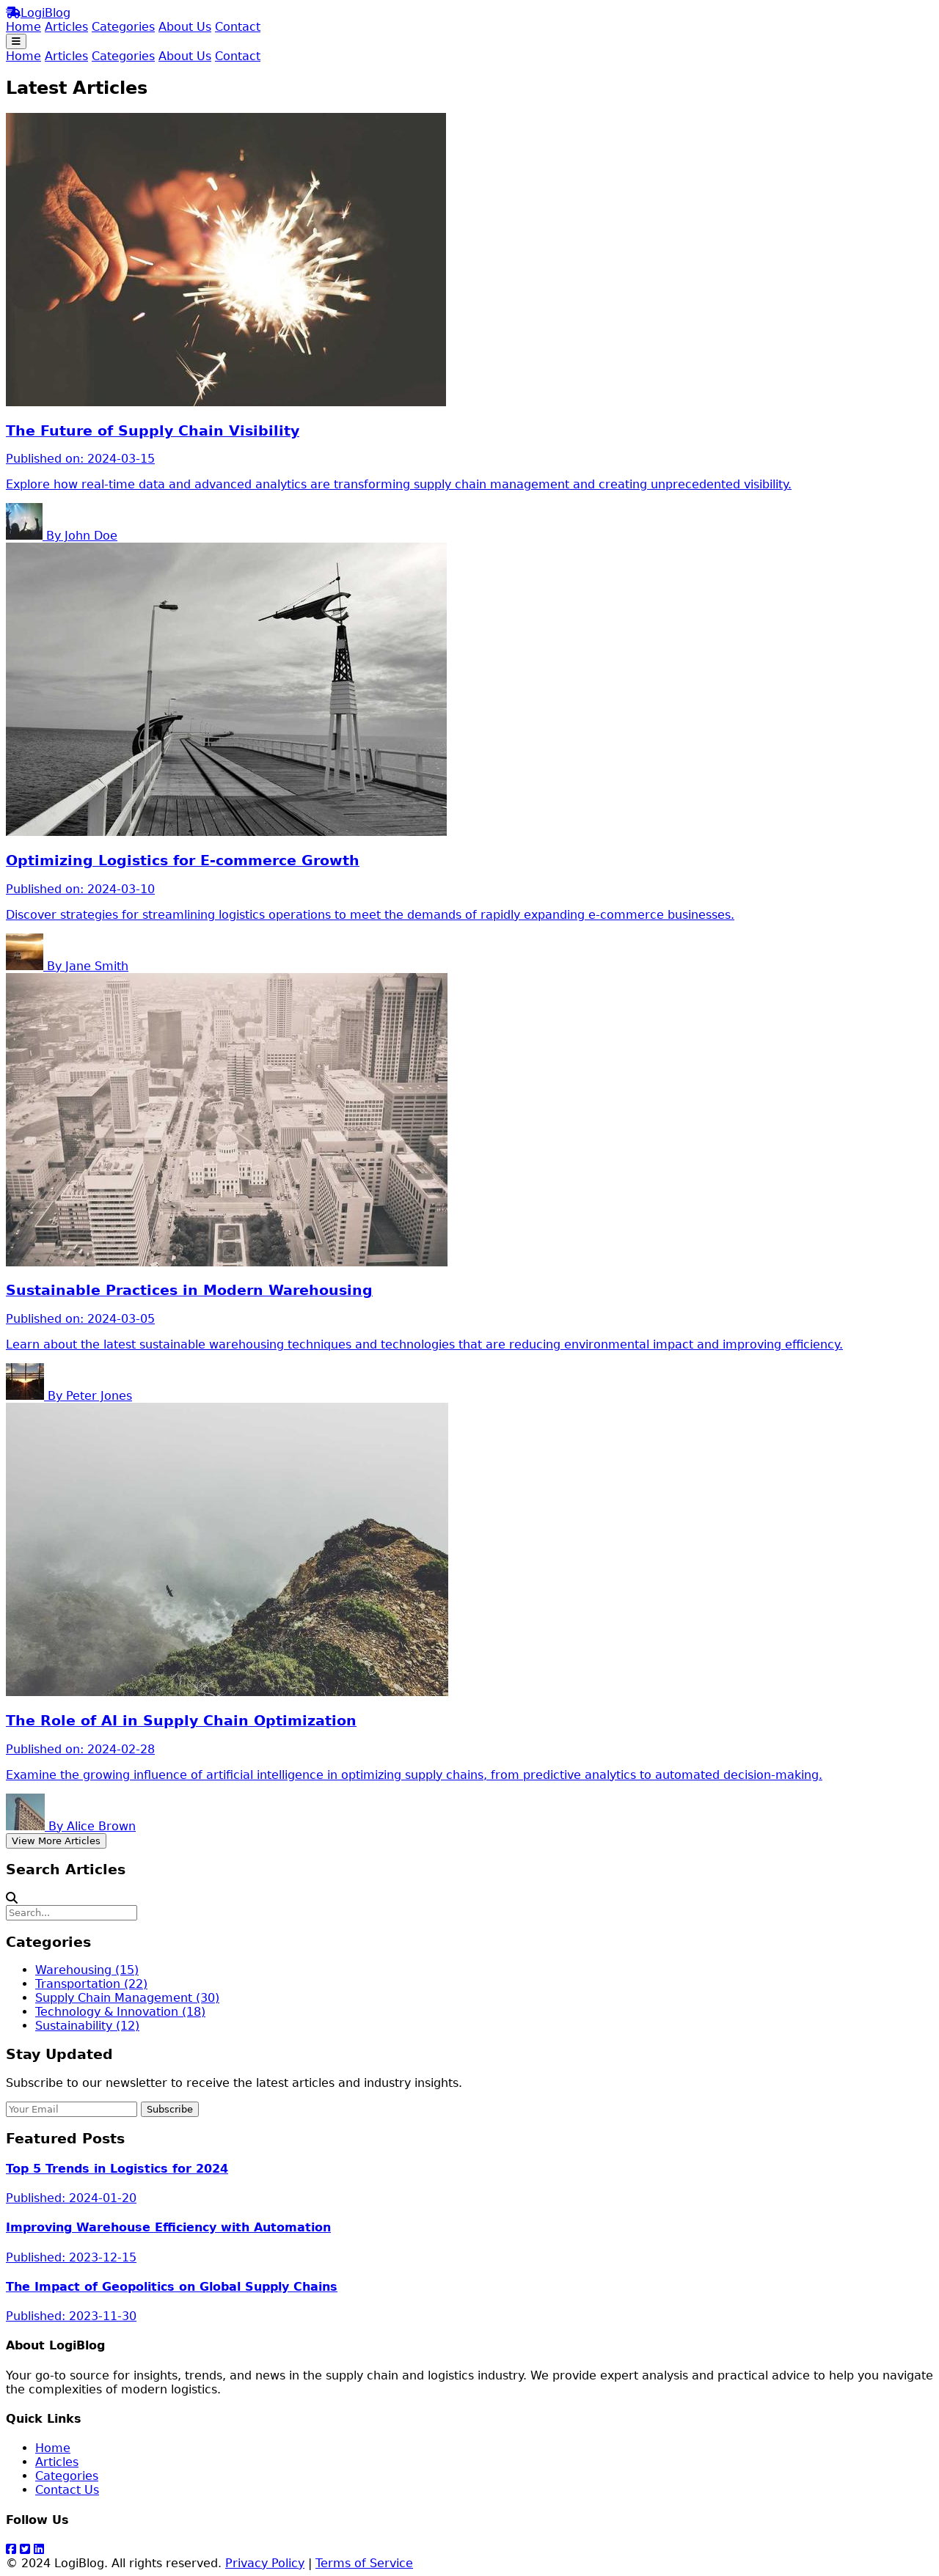 LogiBlog
Home Articles Categories About Us Contact
Home Articles Categories About Us Contact
Latest Articles
The Future of Supply Chain Visibility
Published on: 2024-03-15
Explore how real-time data and advanced analytics are transforming supply chain management and creating unprecedented visibility.
By John Doe
Optimizing Logistics for E-commerce Growth
Published on: 2024-03-10
Discover strategies for streamlining logistics operations to meet the demands of rapidly expanding e-commerce businesses.
By Jane Smith
Sustainable Practices in Modern Warehousing
Published on: 2024-03-05
Learn about the latest sustainable warehousing techniques and technologies that are reducing environmental impact and improving efficiency.
By Peter Jones
The Role of AI in Supply Chain Optimization
Published on: 2024-02-28
Examine the growing influence of artificial intelligence in optimizing supply chains, from predictive analytics to automated decision-making.
By Alice Brown
View More Articles
Search Articles
Search...
Categories
Warehousing (15)
Transportation (22)
Supply Chain Management (30)
Technology & Innovation (18)
Sustainability (12)
Stay Updated
Subscribe to our newsletter to receive the latest articles and industry insights.
Your Email Subscribe
Featured Posts
Top 5 Trends in Logistics for 2024
Published: 2024-01-20
Improving Warehouse Efficiency with Automation
Published: 2023-12-15
The Impact of Geopolitics on Global Supply Chains
Published: 2023-11-30
About LogiBlog
Your go-to source for insights, trends, and news in the supply chain and logistics industry. We provide expert analysis and practical advice to help you navigate
the complexities of modern logistics.
Quick Links
Home
Articles
Categories
Contact Us
Follow Us
© 2024 LogiBlog. All rights reserved. Privacy Policy | Terms of Service